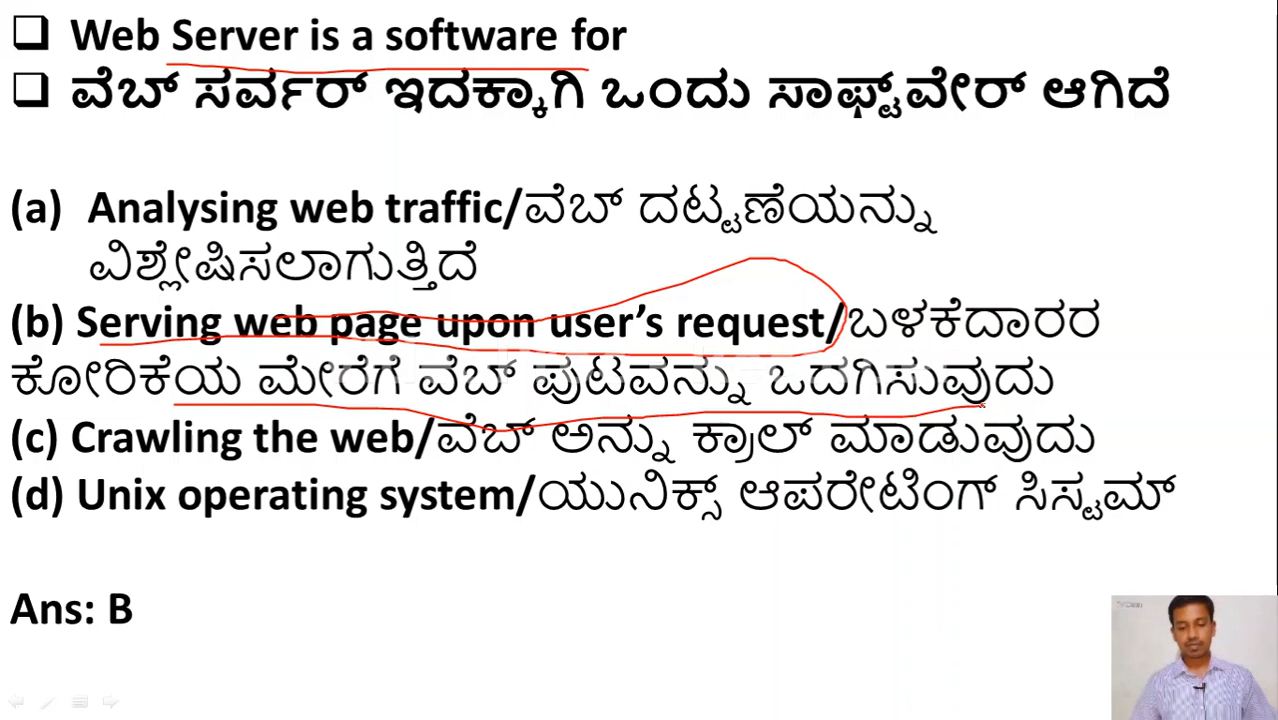 ❑ Web Server is a software for
❑ ವೆಬ್ ಸರ್ವರ್ ಇದಕ್ಕಾಗಿ ಒಂದು ಸಾಫ್ಟ್‌ವೇರ್ ಆಗಿದೆ
(a) Analysing web traffic/ವೆಬ್ ದಟ್ಟಣೆಯನ್ನು
ವಿಶ್ಲೇಷಿಸಲಾಗುತ್ತಿದೆ
(b) Serving web page upon user’s request/ಬಳಕೆದಾರರ
ಕೋರಿಕೆಯ ಮೇರೆಗೆ ವೆಬ್ ಪುಟವನ್ನು ಒದಗಿಸುವುದು
(c) Crawling the web/ವೆಬ್ ಅನ್ನು ಕ್ರಾಲ್ ಮಾಡುವುದು
(d) Unix operating system/ಯುನಿಕ್ಸ್ ಆಪರೇಟಿಂಗ್ ಸಿಸ್ಟಮ್
Ans: B